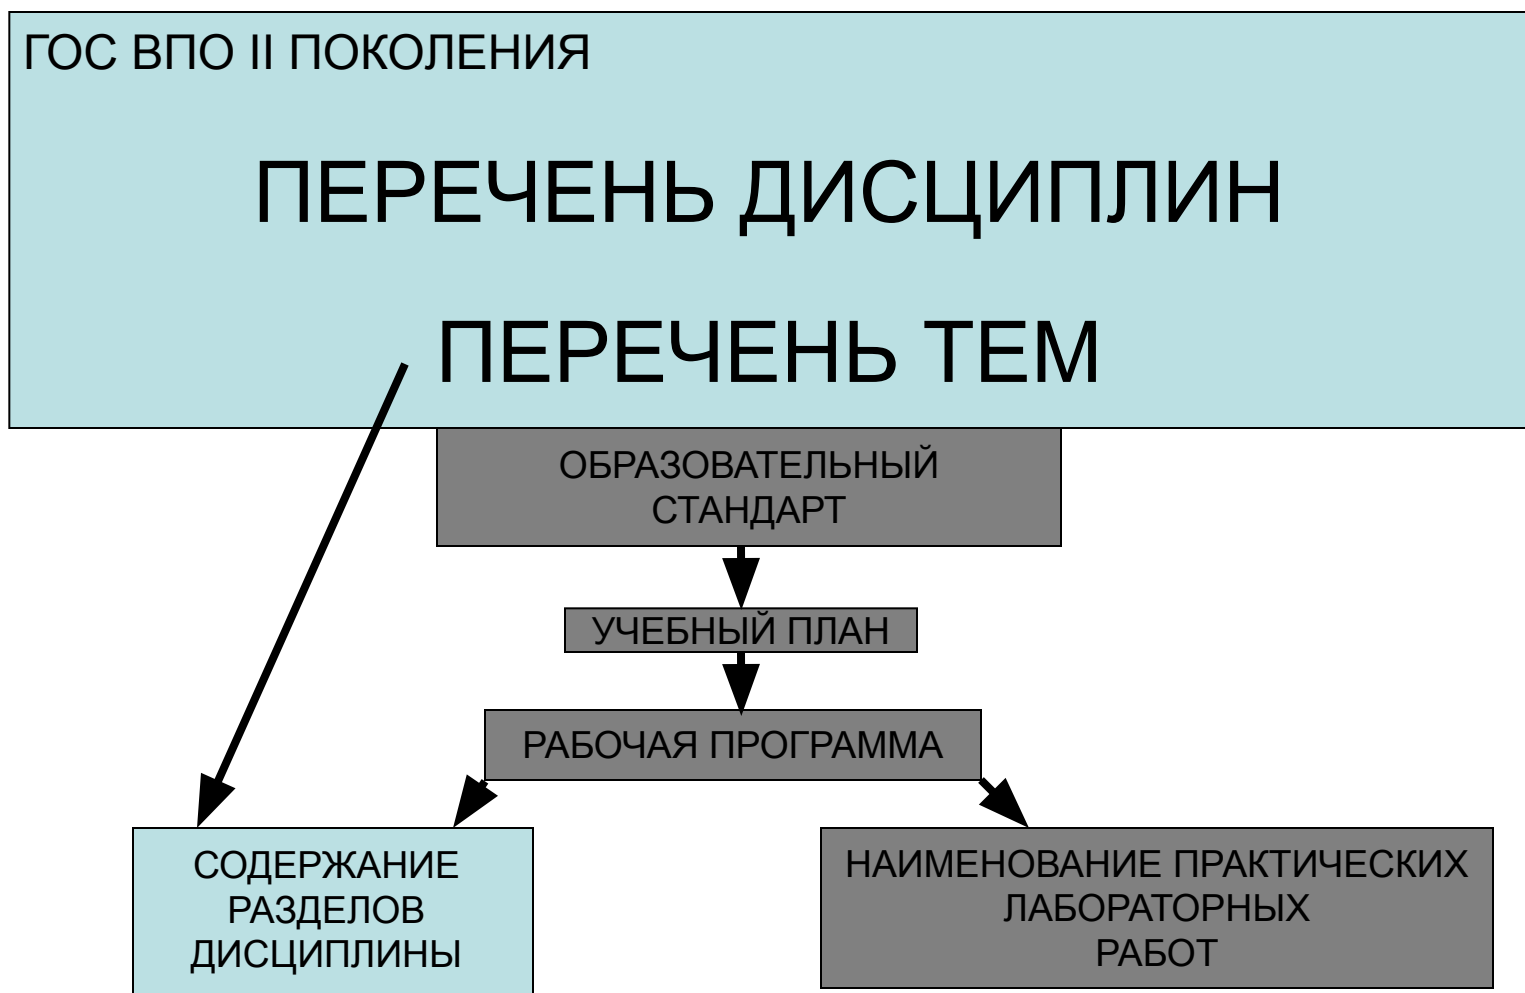 ГОС ВПО II ПОКОЛЕНИЯ
ПЕРЕЧЕНЬ ДИСЦИПЛИН
ПЕРЕЧЕНЬ ТЕМ
ОБРАЗОВАТЕЛЬНЫЙ
СТАНДАРТ
УЧЕБНЫЙ ПЛАН
РАБОЧАЯ ПРОГРАММА
СОДЕРЖАНИЕ
РАЗДЕЛОВ
ДИСЦИПЛИНЫ
НАИМЕНОВАНИЕ ПРАКТИЧЕСКИХ
ЛАБОРАТОРНЫХ
РАБОТ